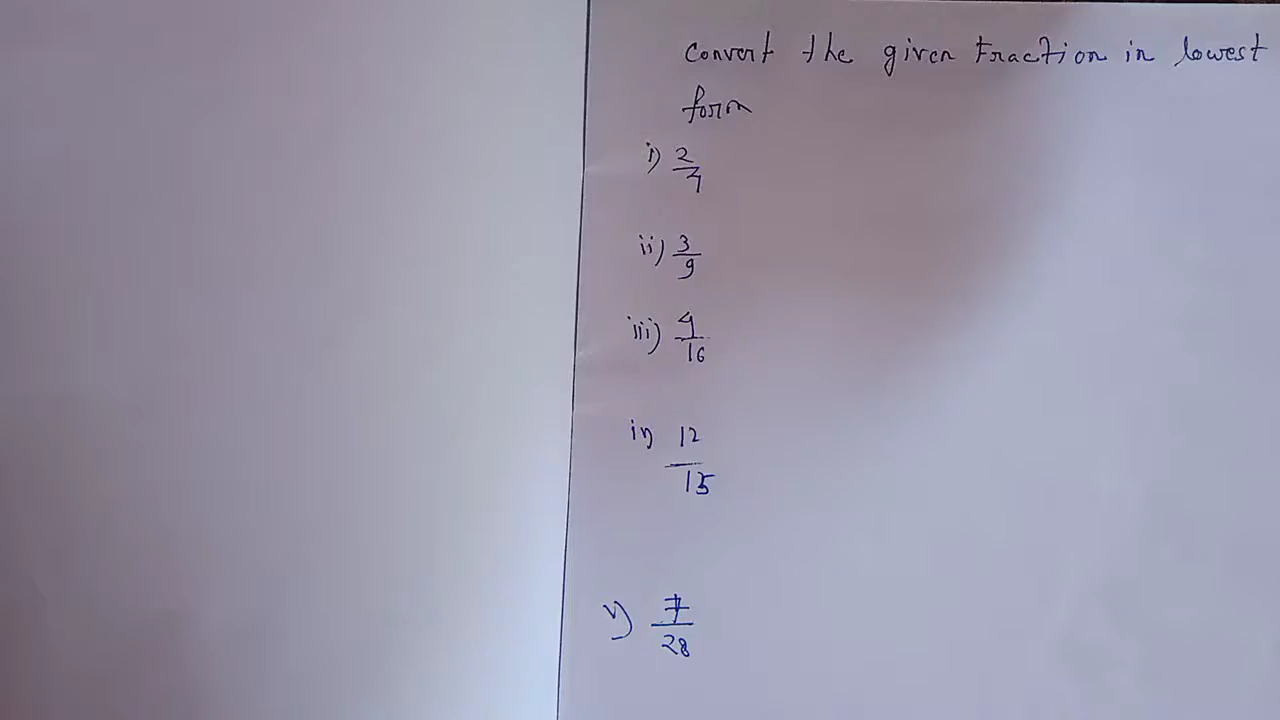 convert the given fraction in lowest
form
i) 2/4
ii) 3/9
iii) 4/16
iv) 12/15
v) 7/28